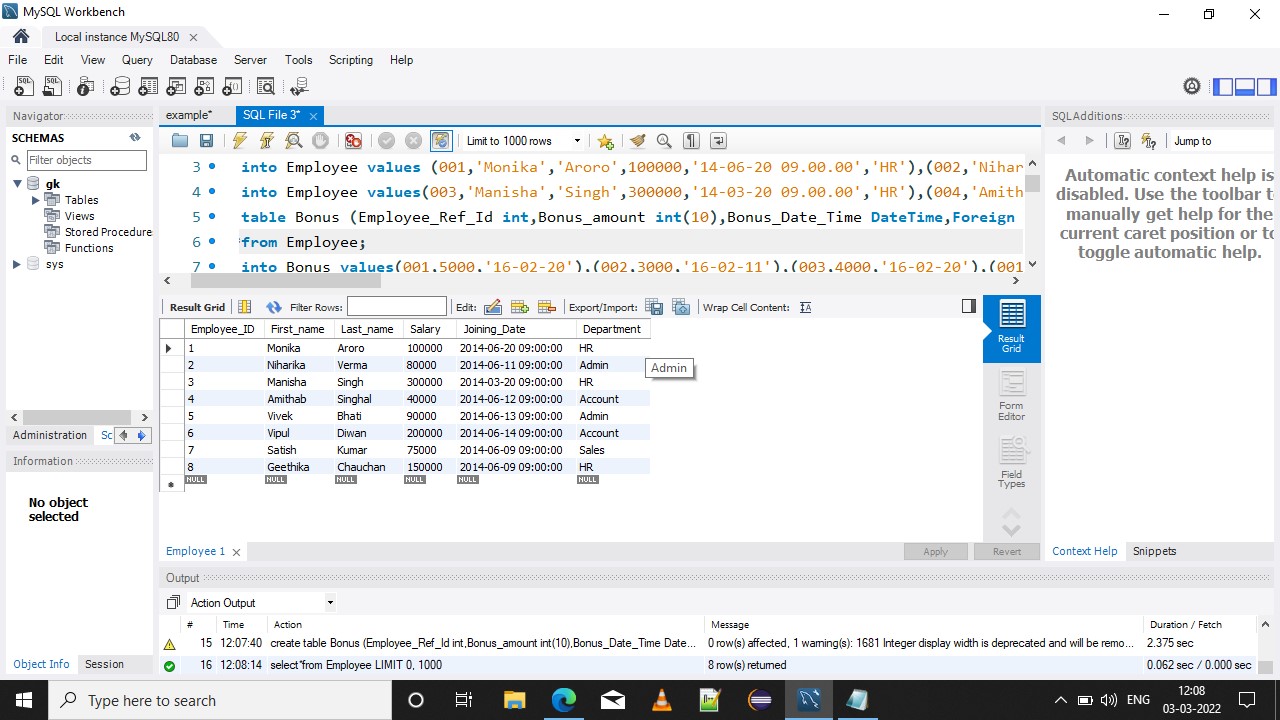 MySQL Workbench
Local instance MySQL80
File Edit View Query Database Server Tools Scripting Help
Navigator
SCHEMAS
Filter objects
gk
Tables
Views
Stored Procedure
Functions
sys
Administration Sc
Information
No object
selected
Object Info Session
example* SQL File 3*
Limit to 1000 rows
3 into Employee values (001,'Monika','Aroro',100000,'14-06-20 09.00.00','HR'),(002,'Nihar
4 into Employee values(003,'Manisha','Singh',300000,'14-03-20 09.00.00','HR'),(004,'Amith
5 table Bonus (Employee_Ref_Id int,Bonus_amount int(10),Bonus_Date_Time DateTime,Foreign
6 *from Employee;
7 into Bonus values(001,5000,'16-02-20'),(002,3000,'16-02-11'),(003,4000,'16-02-20'),(001
Result Grid Filter Rows: Edit: Export/Import: Wrap Cell Content:
Employee_ID First_name Last_name Salary Joining_Date Department
1 Monika Aroro 100000 2014-06-20 09:00:00 HR
2 Niharika Verma 80000 2014-06-11 09:00:00 Admin
3 Manisha Singh 300000 2014-03-20 09:00:00 HR
4 Amithab Singhal 40000 2014-06-12 09:00:00 Account
5 Vivek Bhati 90000 2014-06-13 09:00:00 Admin
6 Vipul Diwan 200000 2014-06-14 09:00:00 Account
7 Satish Kumar 75000 2014-06-09 09:00:00 Sales
8 Geethika Chauchan 150000 2014-06-09 09:00:00 HR
NULL NULL NULL NULL NULL NULL
Admin
Result
Grid
Form
Editor
Field
Types
Employee 1 Apply Revert
SQLAdditions
Jump to
Automatic context help is
disabled. Use the toolbar t
manually get help for the
current caret position or to
toggle automatic help.
Context Help Snippets
Output
Action Output
# Time Action Message Duration / Fetch
15 12:07:40 create table Bonus (Employee_Ref_Id int,Bonus_amount int(10),Bonus_Date_Time Date... 0 row(s) affected, 1 warning(s): 1681 Integer display width is deprecated and will be remo... 2.375 sec
16 12:08:14 select*from Employee LIMIT 0, 1000 8 row(s) returned 0.062 sec / 0.000 sec
Type here to search
ENG
12:08
03-03-2022